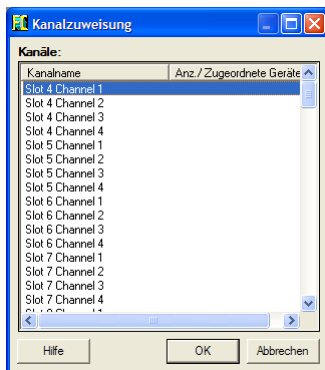 FC Kanalzuweisung
Kanäle:
Kanalname Anz./ Zugeordnete Geräte
Slot 4 Channel 1
Slot 4 Channel 2
Slot 4 Channel 3
Slot 4 Channel 4
Slot 5 Channel 1
Slot 5 Channel 2
Slot 5 Channel 3
Slot 5 Channel 4
Slot 6 Channel 1
Slot 6 Channel 2
Slot 6 Channel 3
Slot 6 Channel 4
Slot 7 Channel 1
Slot 7 Channel 2
Slot 7 Channel 3
Slot 7 Channel 4
Hilfe OK Abbrechen